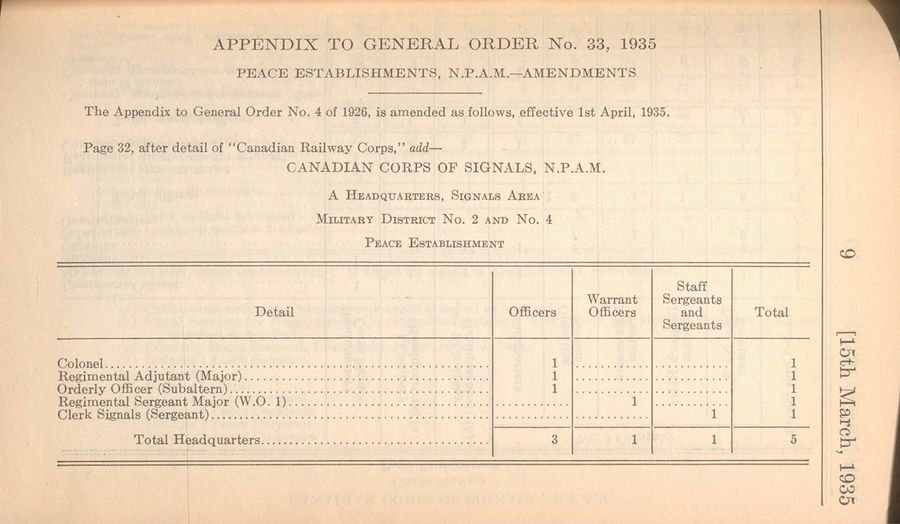 APPENDIX TO GENERAL ORDER No. 33, 1935
PEACE ESTABLISHMENTS, N.P.A.M.—AMENDMENTS
The Appendix to General Order No. 4 of 1926, is amended as follows, effective 1st April, 1935.
Page 32, after detail of "Canadian Railway Corps," add—
CANADIAN CORPS OF SIGNALS, N.P.A.M.
A Headquarters, Signals Area
Military District No. 2 and No. 4
Peace Establishment
Detail Officers Warrant Officers Staff Sergeants and Sergeants Total
Colonel 1 1
Regimental Adjutant (Major) 1 1
Orderly Officer (Subaltern) 1 1
Regimental Sergeant Major (W.O. 1) 1 1
Clerk Signals (Sergeant) 1 1
Total Headquarters 3 1 1 5
9 [15th March, 1935